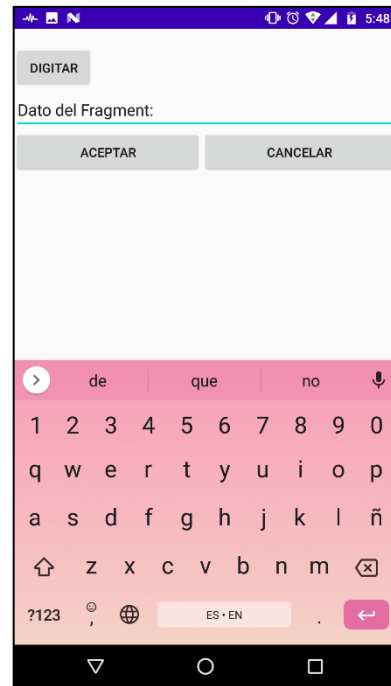 5:48
DIGITAR
Dato del Fragment:
ACEPTAR CANCELAR
de que no
1 2 3 4 5 6 7 8 9 0
q w e r t y u i o p
a s d f g h j k l ñ
z x c v b n m
?123 , ES • EN .